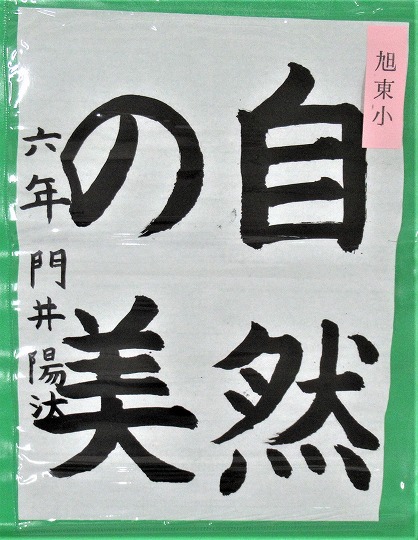 旭東小
自然
の美
六年 門井陽汰